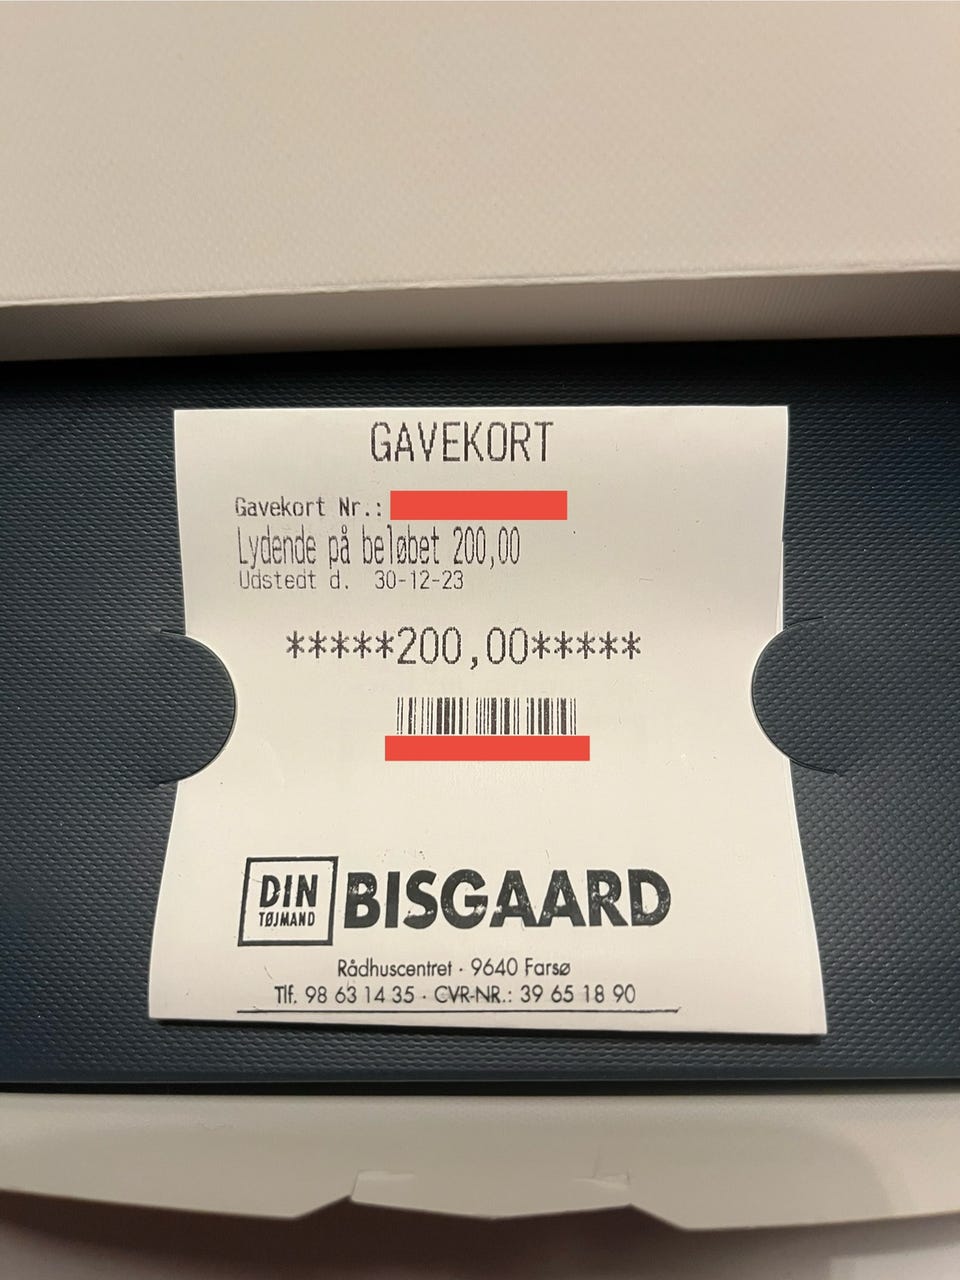 GAVEKORT
Gavekort Nr.:
Lydende på beløbet 200,00
Udstedt d. 30-12-23
*****200,00*****
DIN
TØJMAND
BISGAARD
Rådhuscentret · 9640 Farsø
Tlf. 98 63 14 35 · CVR-NR.: 39 65 18 90